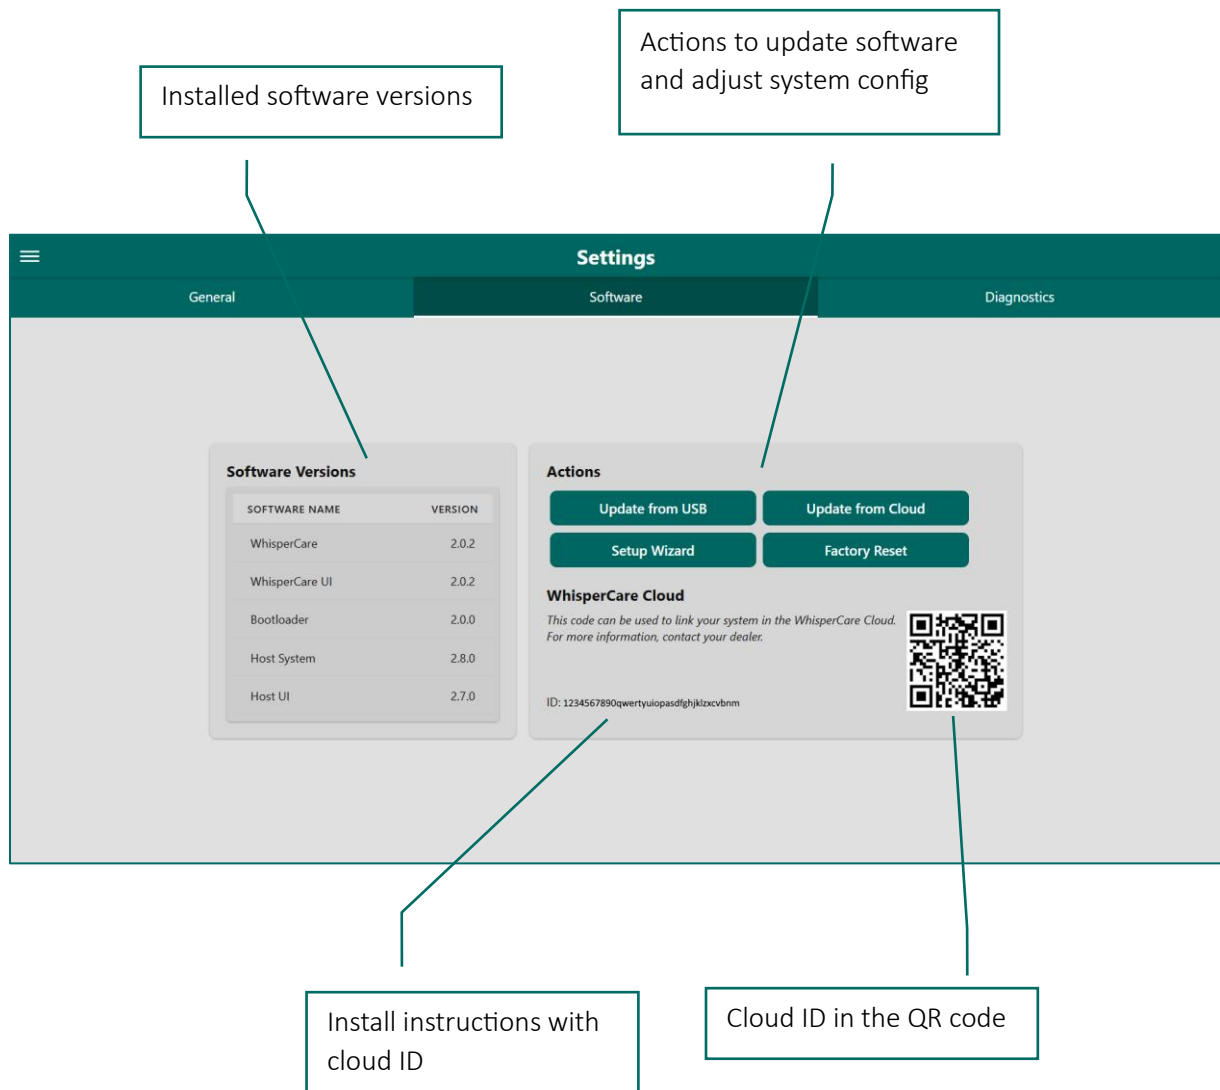 Actions to update software
and adjust system config
Installed software versions
Settings
General
Software
Diagnostics
Software Versions
SOFTWARE NAME VERSION
WhisperCare 2.0.2
WhisperCare UI 2.0.2
Bootloader 2.0.0
Host System 2.8.0
Host UI 2.7.0
Actions
Update from USB
Update from Cloud
Setup Wizard
Factory Reset
WhisperCare Cloud
This code can be used to link your system in the WhisperCare Cloud.
For more information, contact your dealer.
ID: 1234567890qwertyuiopasdfghjklzxcvbnm
Install instructions with
cloud ID
Cloud ID in the QR code